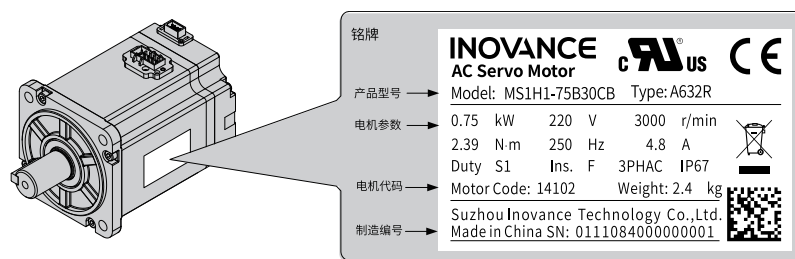 铭牌
INOVANCE
AC Servo Motor
c RU ® US CE
产品型号 Model: MS1H1-75B30CB Type: A632R
电机参数 0.75 kW 220 V 3000 r/min
2.39 N·m 250 Hz 4.8 A
Duty S1 Ins. F 3PHAC IP67
电机代码 Motor Code: 14102 Weight: 2.4 kg
Suzhou Inovance Technology Co.,Ltd.
制造编号 Made in China SN: 0111084000000001